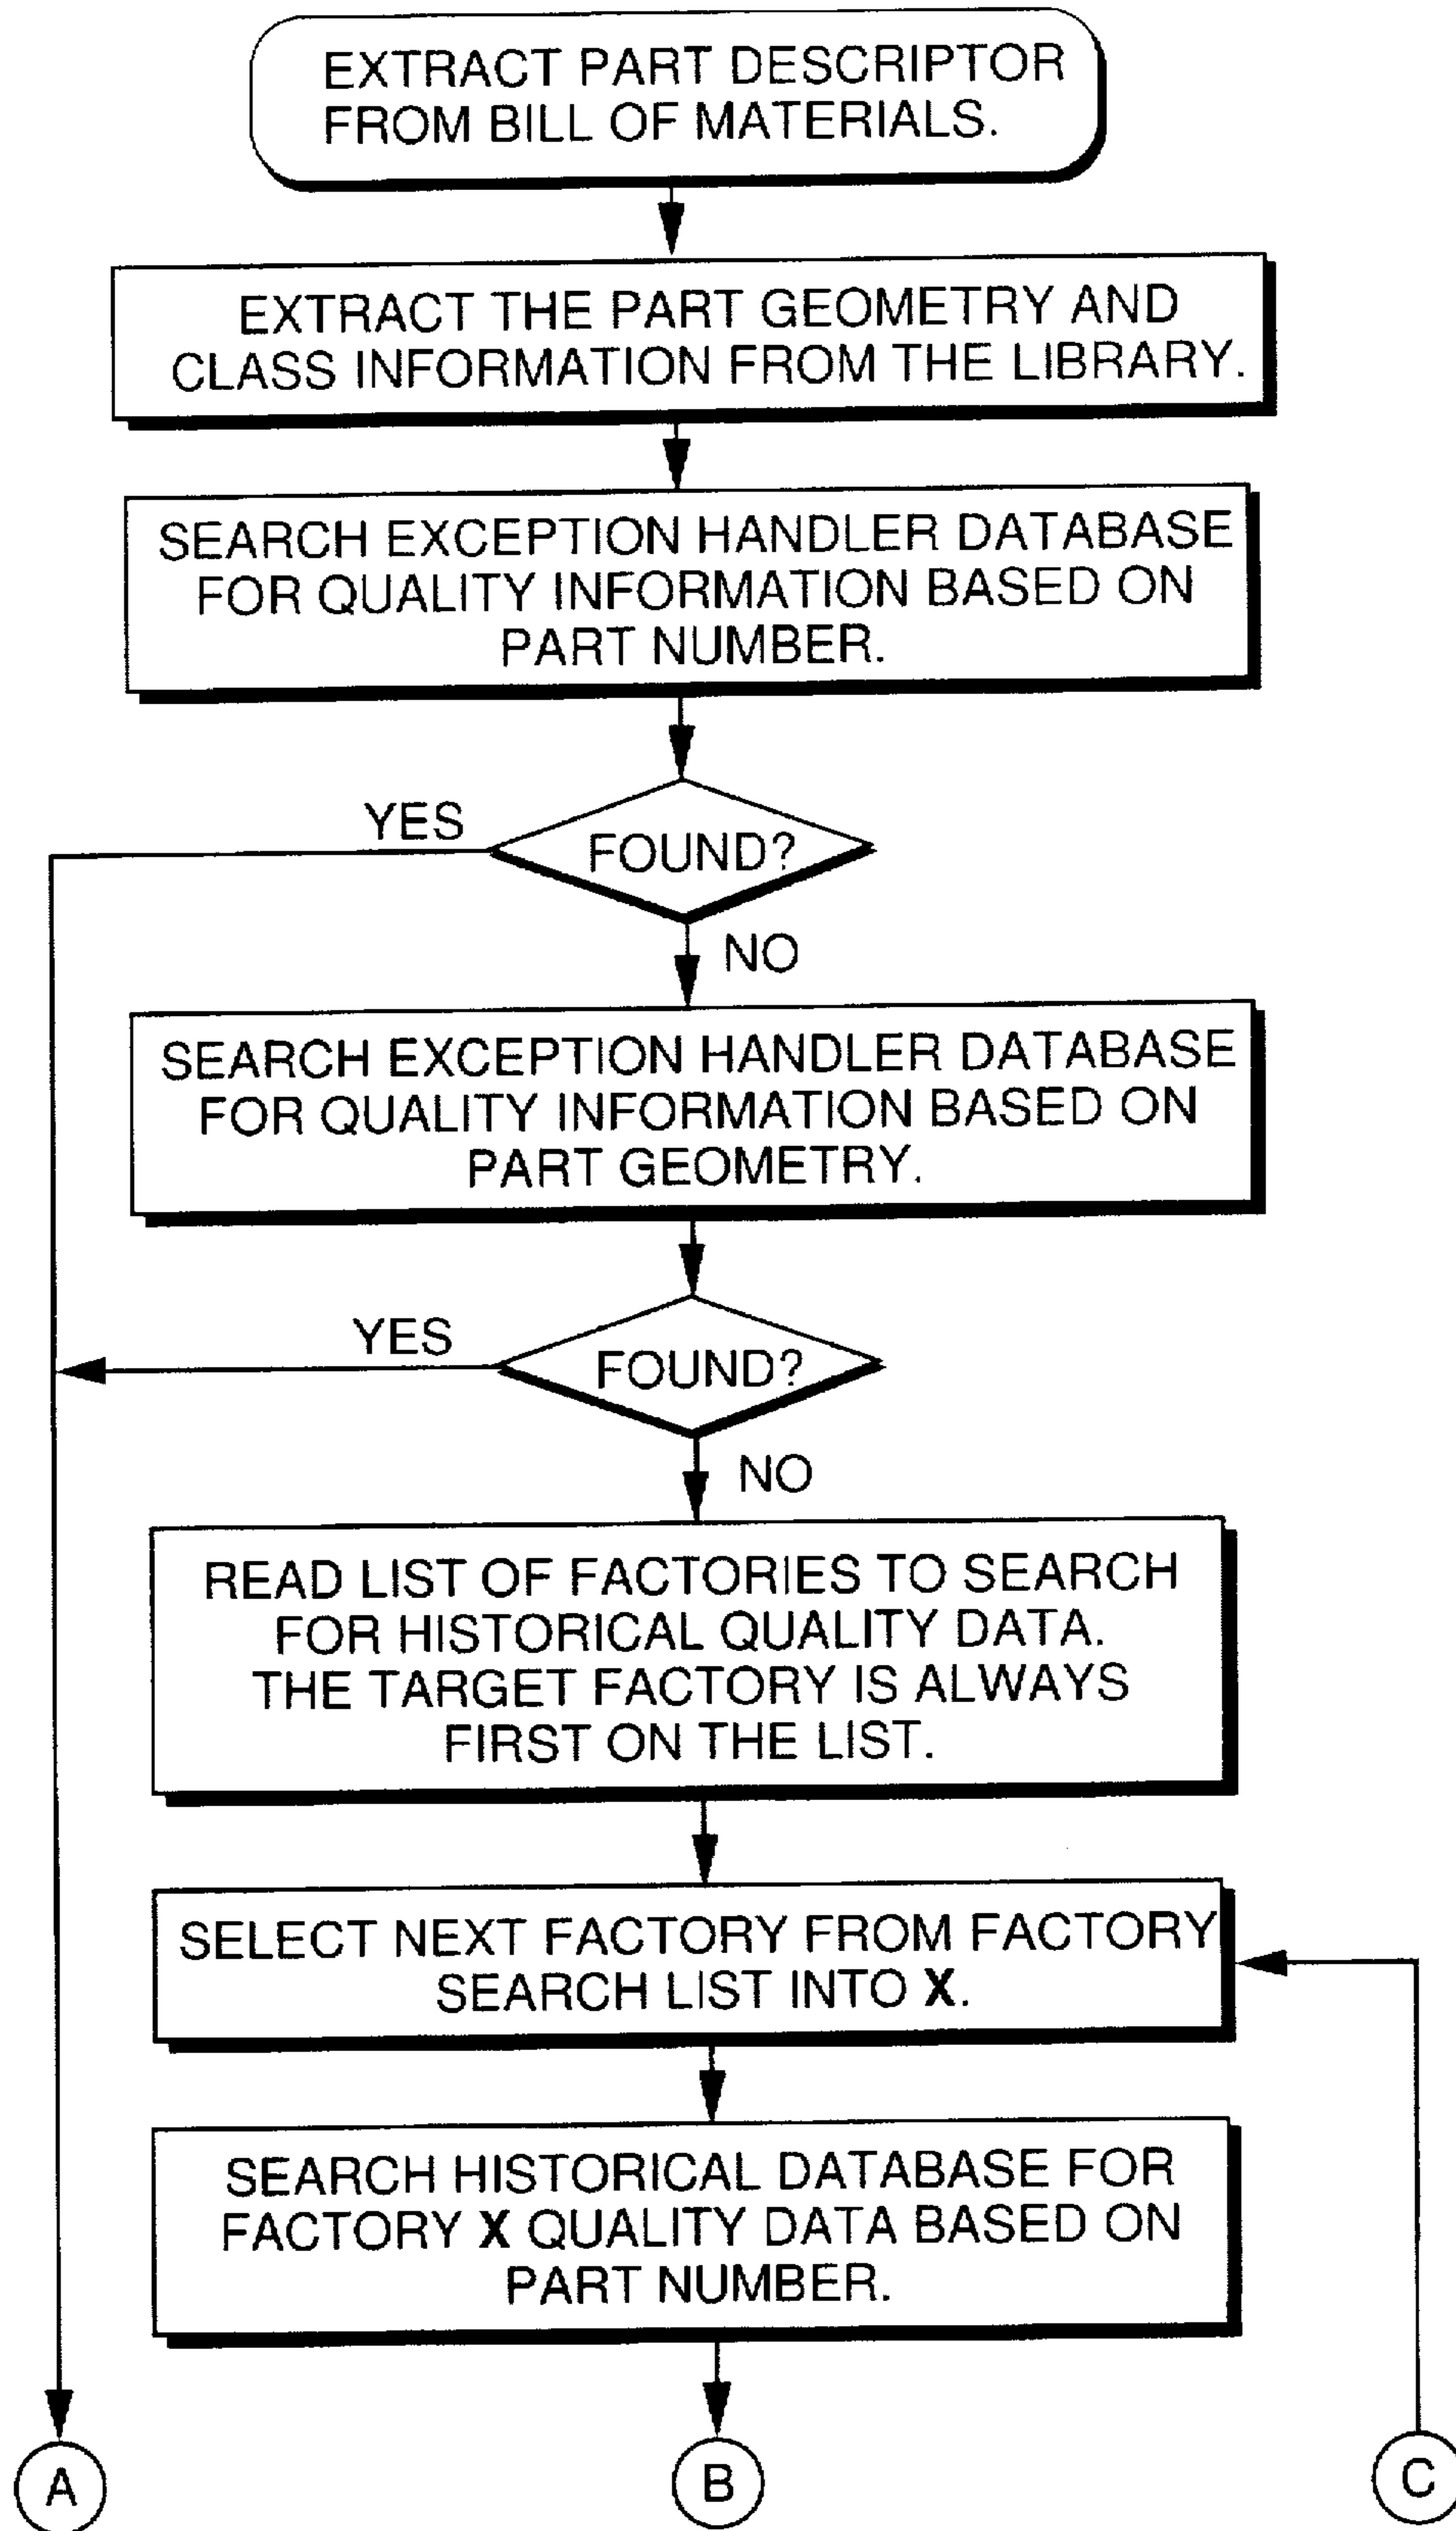 EXTRACT PART DESCRIPTOR
FROM BILL OF MATERIALS.
EXTRACT THE PART GEOMETRY AND
CLASS INFORMATION FROM THE LIBRARY.
SEARCH EXCEPTION HANDLER DATABASE
FOR QUALITY INFORMATION BASED ON
PART NUMBER.
YES
FOUND?
NO
SEARCH EXCEPTION HANDLER DATABASE
FOR QUALITY INFORMATION BASED ON
PART GEOMETRY.
YES
FOUND?
NO
READ LIST OF FACTORIES TO SEARCH
FOR HISTORICAL QUALITY DATA.
THE TARGET FACTORY IS ALWAYS
FIRST ON THE LIST.
SELECT NEXT FACTORY FROM FACTORY
SEARCH LIST INTO X.
SEARCH HISTORICAL DATABASE FOR
FACTORY X QUALITY DATA BASED ON
PART NUMBER.
A
B
C